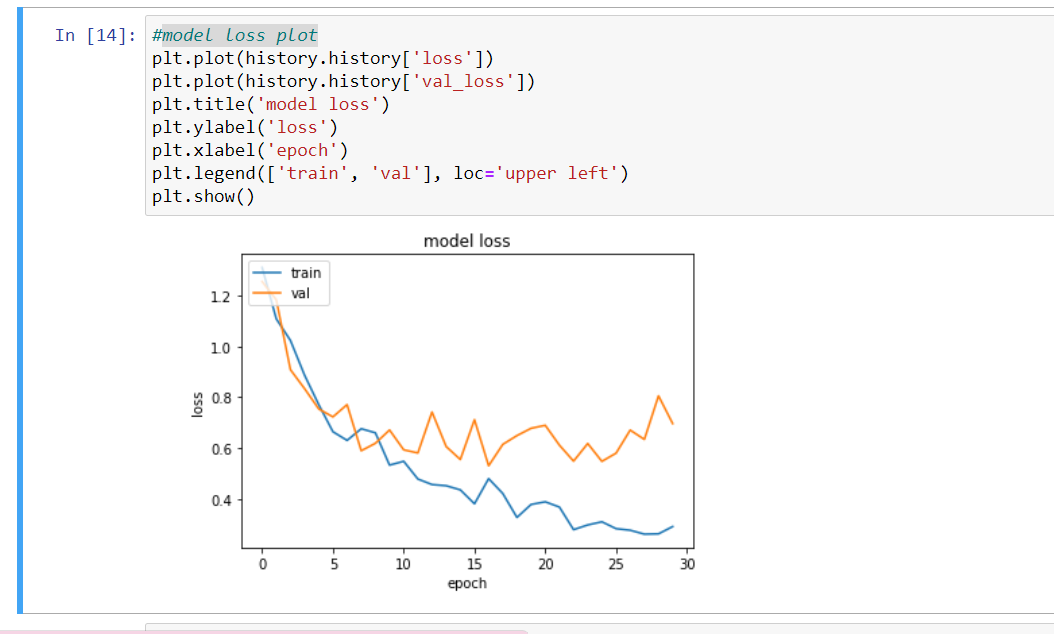 In [14]: #model loss plot
plt.plot(history.history['loss'])
plt.plot(history.history['val_loss'])
plt.title('model loss')
plt.ylabel('loss')
plt.xlabel('epoch')
plt.legend(['train', 'val'], loc='upper left')
plt.show()
model loss
train
val
1.2
1.0
0.8
0.6
0.4
loss
0 5 10 15 20 25 30
epoch